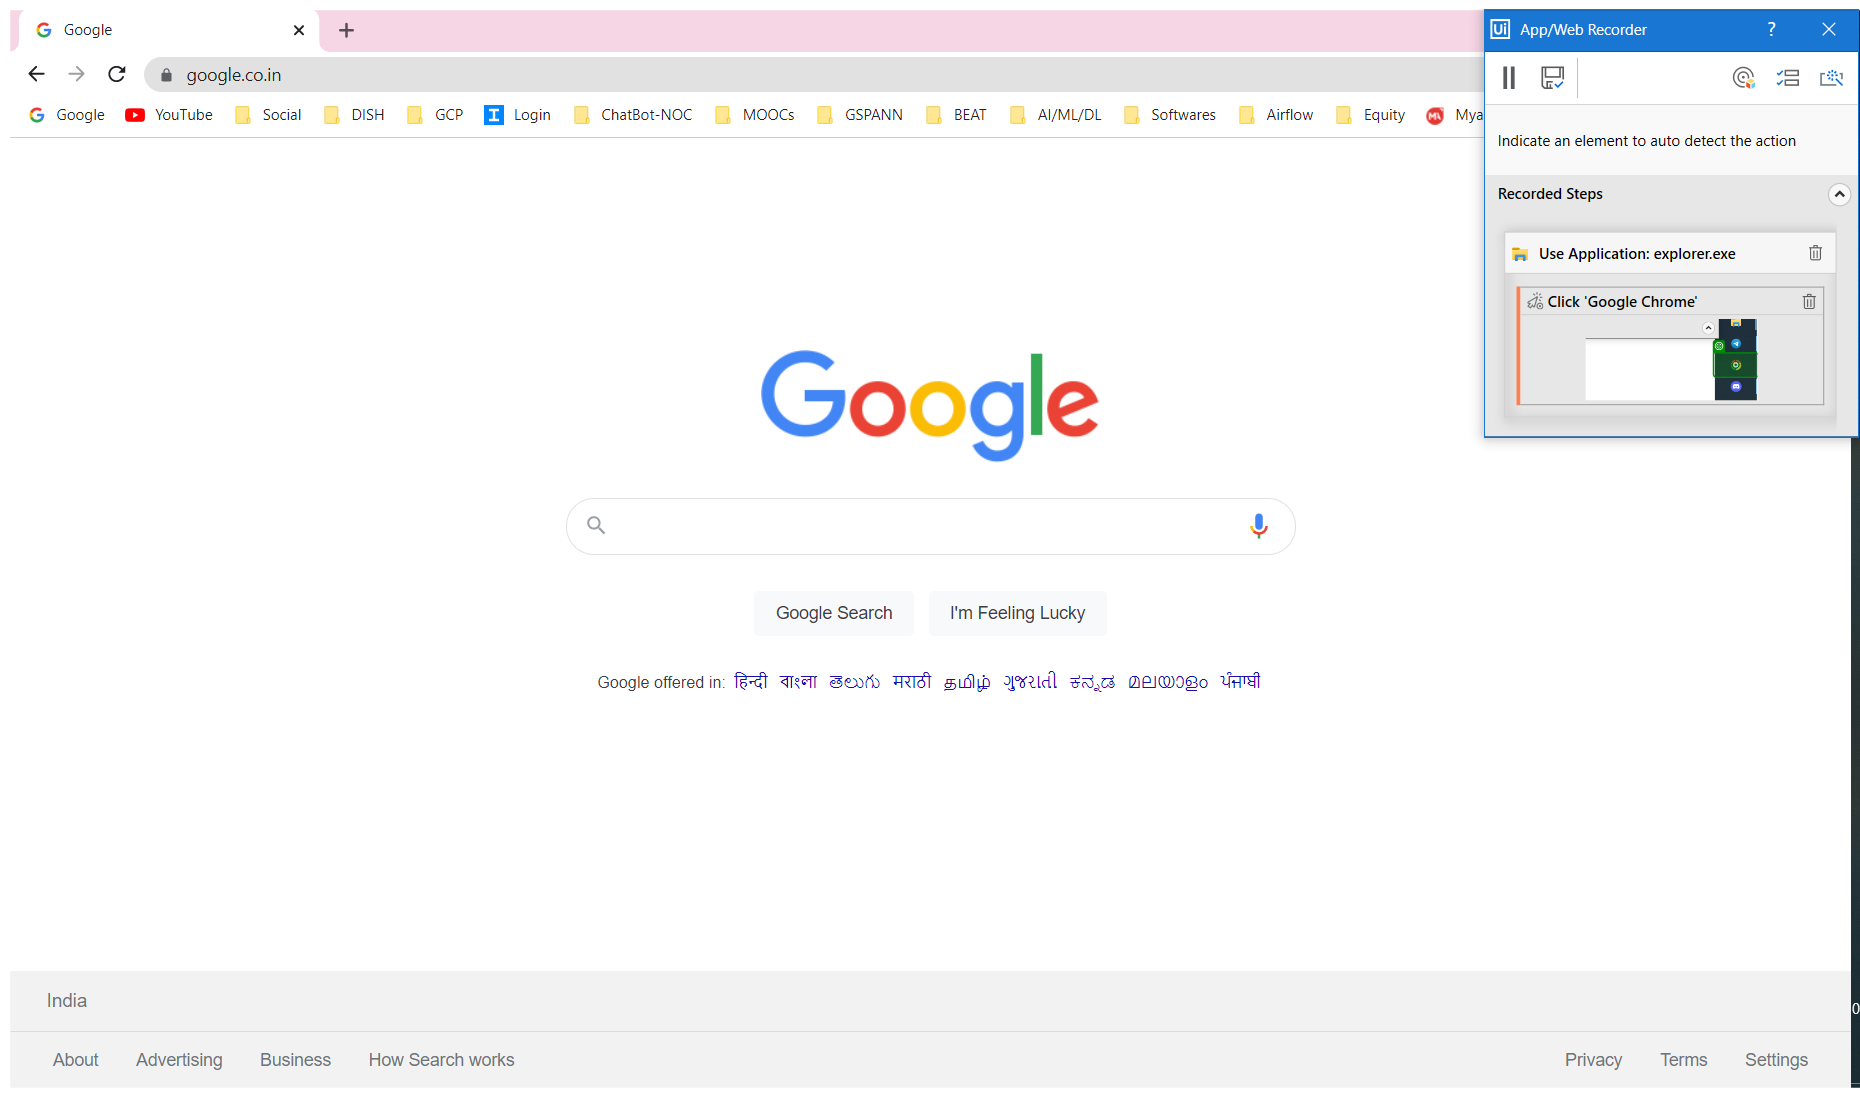 Google
google.co.in
Google YouTube Social DISH GCP Login ChatBot-NOC MOOCs GSPANN BEAT AI/ML/DL Softwares Airflow Equity Mya
Ui App/Web Recorder ?
Indicate an element to auto detect the action
Recorded Steps
Use Application: explorer.exe
Click 'Google Chrome'
Google
Google Search I'm Feeling Lucky
Google offered in: हिन्दी বাংলা తెలుగు मराठी தமிழ் ગુજરાતી ಕನ್ನಡ മലയാളം ਪੰਜਾਬੀ
India
0
About Advertising Business How Search works Privacy Terms Settings